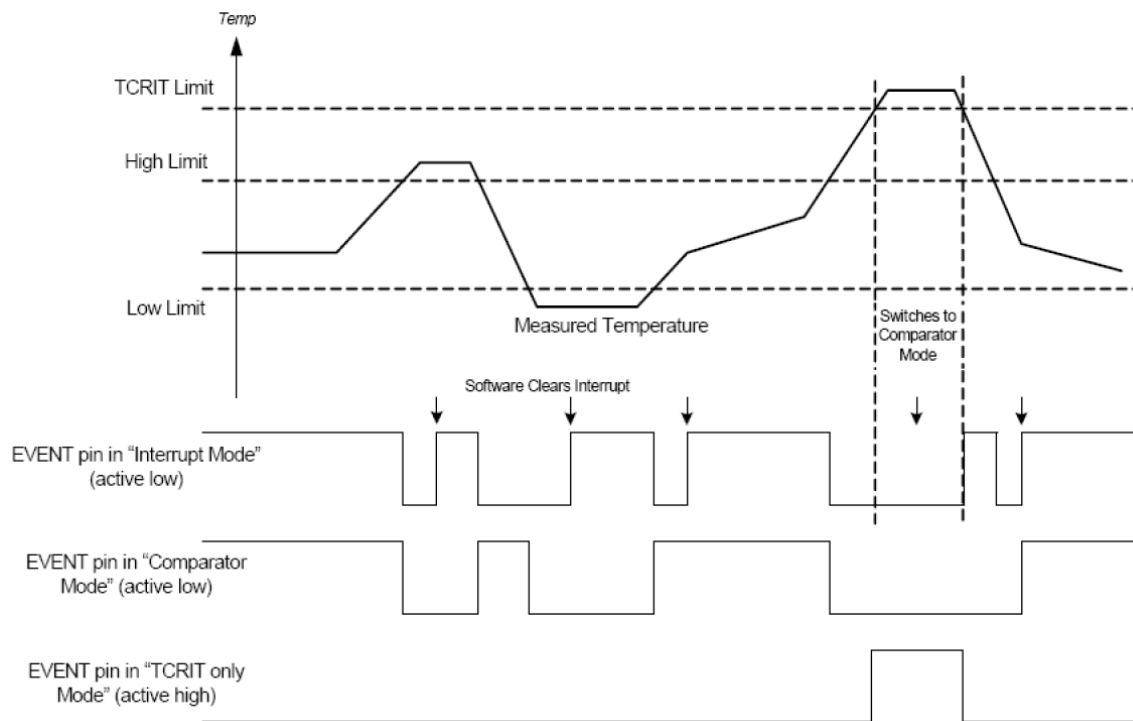 Temp
TCRIT Limit
High Limit
Low Limit
Measured Temperature
Switches to
Comparator
Mode
Software Clears Interrupt
EVENT pin in “Interrupt Mode”
(active low)
EVENT pin in “Comparator
Mode” (active low)
EVENT pin in “TCRIT only
Mode” (active high)